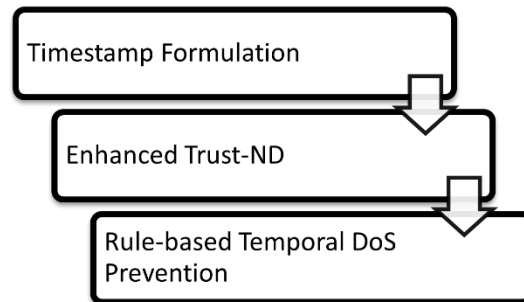 Timestamp Formulation
Enhanced Trust-ND
Rule-based Temporal DoS
Prevention